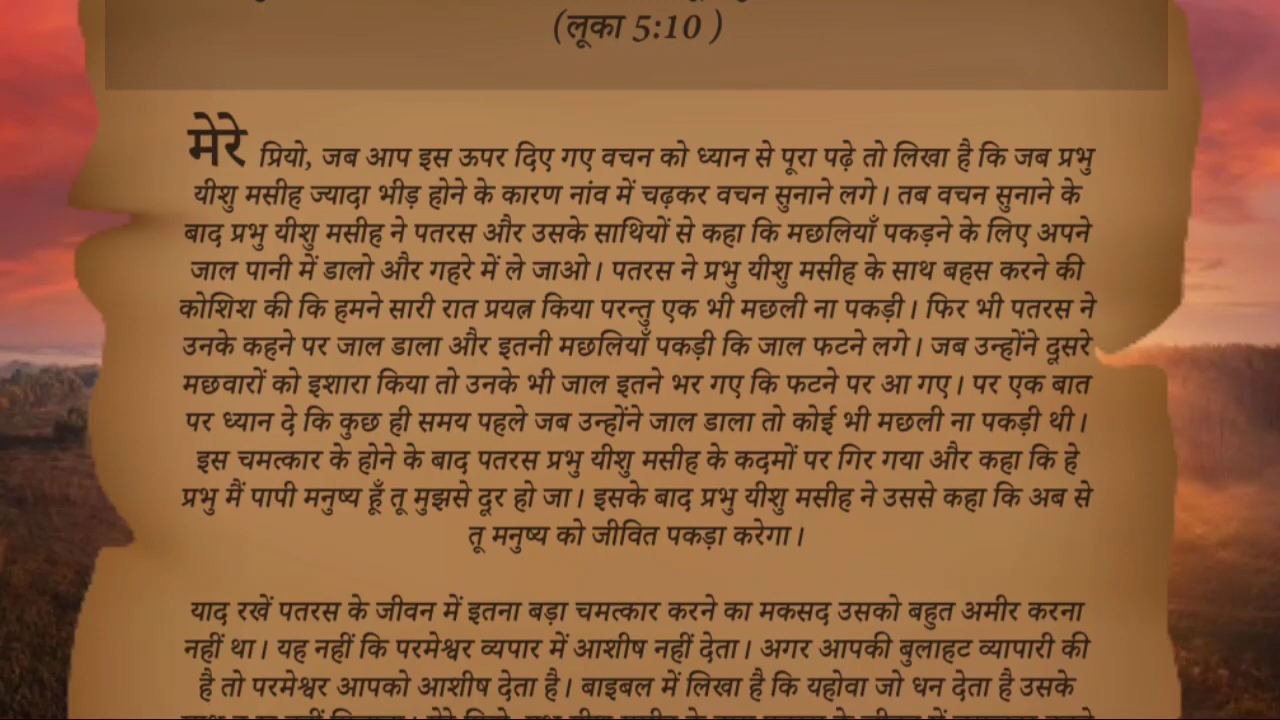 (लूका 5:10 )
मेरे प्रियो, जब आप इस ऊपर दिए गए वचन को ध्यान से पूरा पढ़े तो लिखा है कि जब प्रभु
यीशु मसीह ज्यादा भीड़ होने के कारण नांव में चढ़कर वचन सुनाने लगे। तब वचन सुनाने के
बाद प्रभु यीशु मसीह ने पतरस और उसके साथियों से कहा कि मछलियाँ पकड़ने के लिए अपने
जाल पानी में डालो और गहरे में ले जाओ। पतरस ने प्रभु यीशु मसीह के साथ बहस करने की
कोशिश की कि हमने सारी रात प्रयत्न किया परन्तु एक भी मछली ना पकड़ी। फिर भी पतरस ने
उनके कहने पर जाल डाला और इतनी मछलियाँ पकड़ी कि जाल फटने लगे। जब उन्होंने दूसरे
मछवारों को इशारा किया तो उनके भी जाल इतने भर गए कि फटने पर आ गए। पर एक बात
पर ध्यान दे कि कुछ ही समय पहले जब उन्होंने जाल डाला तो कोई भी मछली ना पकड़ी थी।
इस चमत्कार के होने के बाद पतरस प्रभु यीशु मसीह के कदमों पर गिर गया और कहा कि हे
प्रभु मैं पापी मनुष्य हूँ तू मुझसे दूर हो जा। इसके बाद प्रभु यीशु मसीह ने उससे कहा कि अब से
तू मनुष्य को जीवित पकड़ा करेगा।
याद रखें पतरस के जीवन में इतना बड़ा चमत्कार करने का मकसद उसको बहुत अमीर करना
नहीं था। यह नहीं कि परमेश्वर व्यपार में आशीष नहीं देता। अगर आपकी बुलाहट व्यापारी की
है तो परमेश्वर आपको आशीष देता है। बाइबल में लिखा है कि यहोवा जो धन देता है उसके